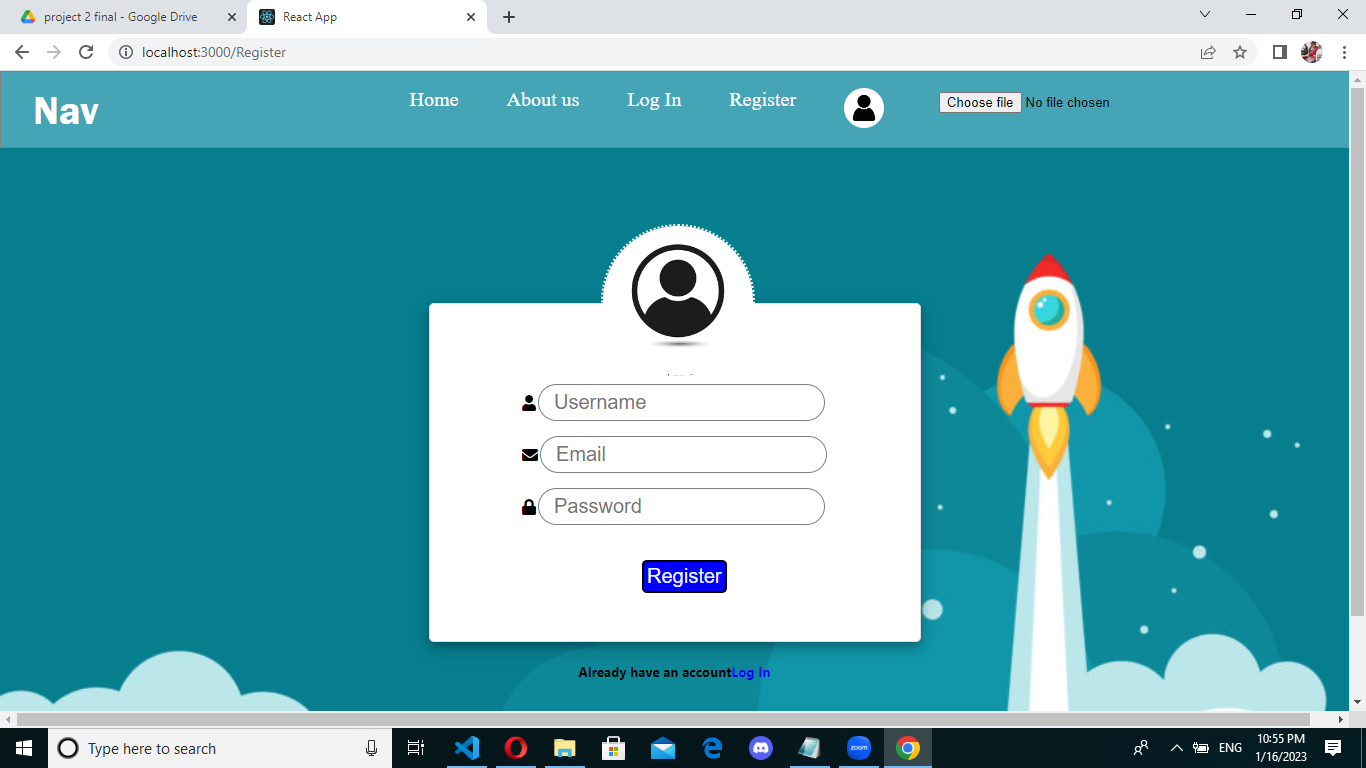 project 2 final - Google Drive
React App
localhost:3000/Register
Nav
Home
About us
Log In
Register
Choose file No file chosen
Username
Email
Password
Register
Already have an accountLog In
Type here to search
zoom
ENG
10:55 PM
1/16/2023